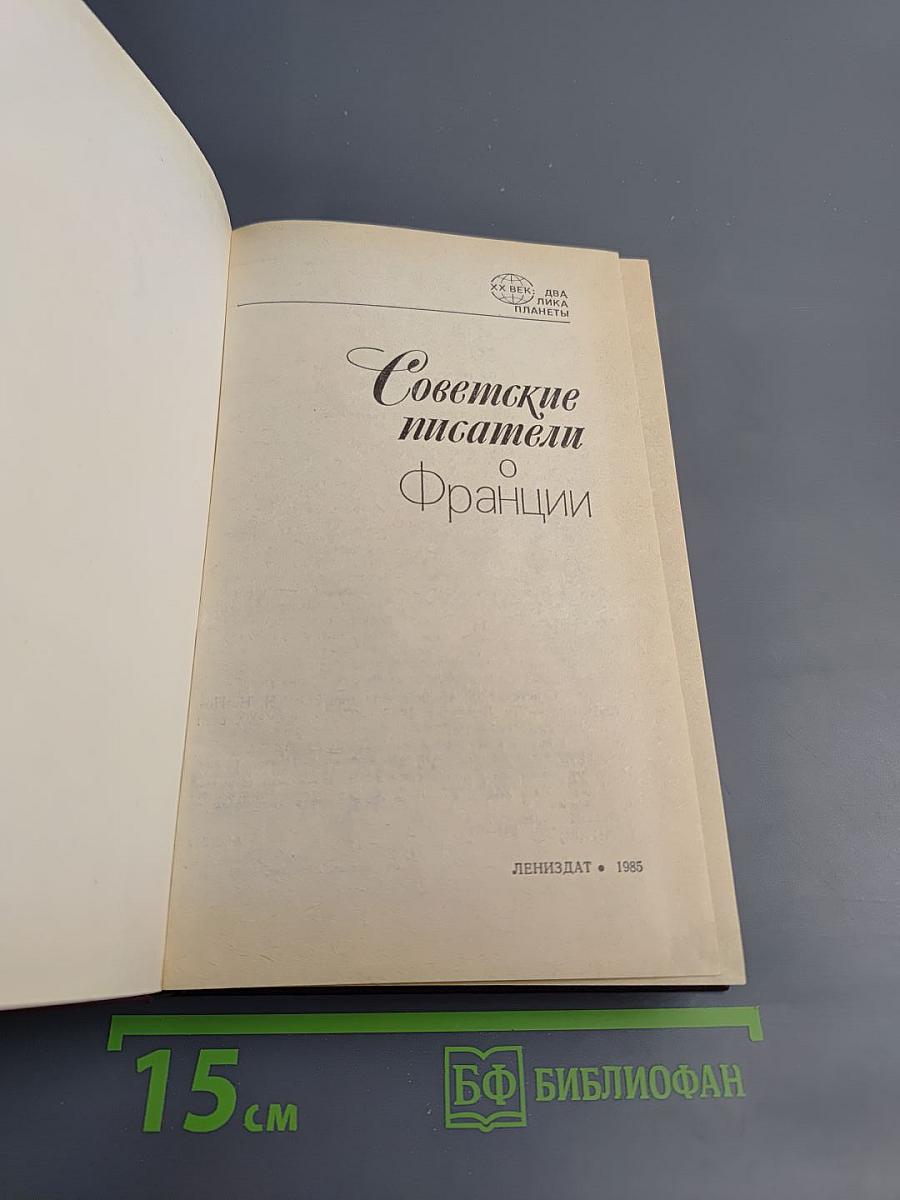 XX ВЕК: ДВА
ЛИКА
ПЛАНЕТЫ
Советские
писатели
о
Франции
ЛЕНИЗДАТ • 1985
15 см
БФ БИБЛИОФАН